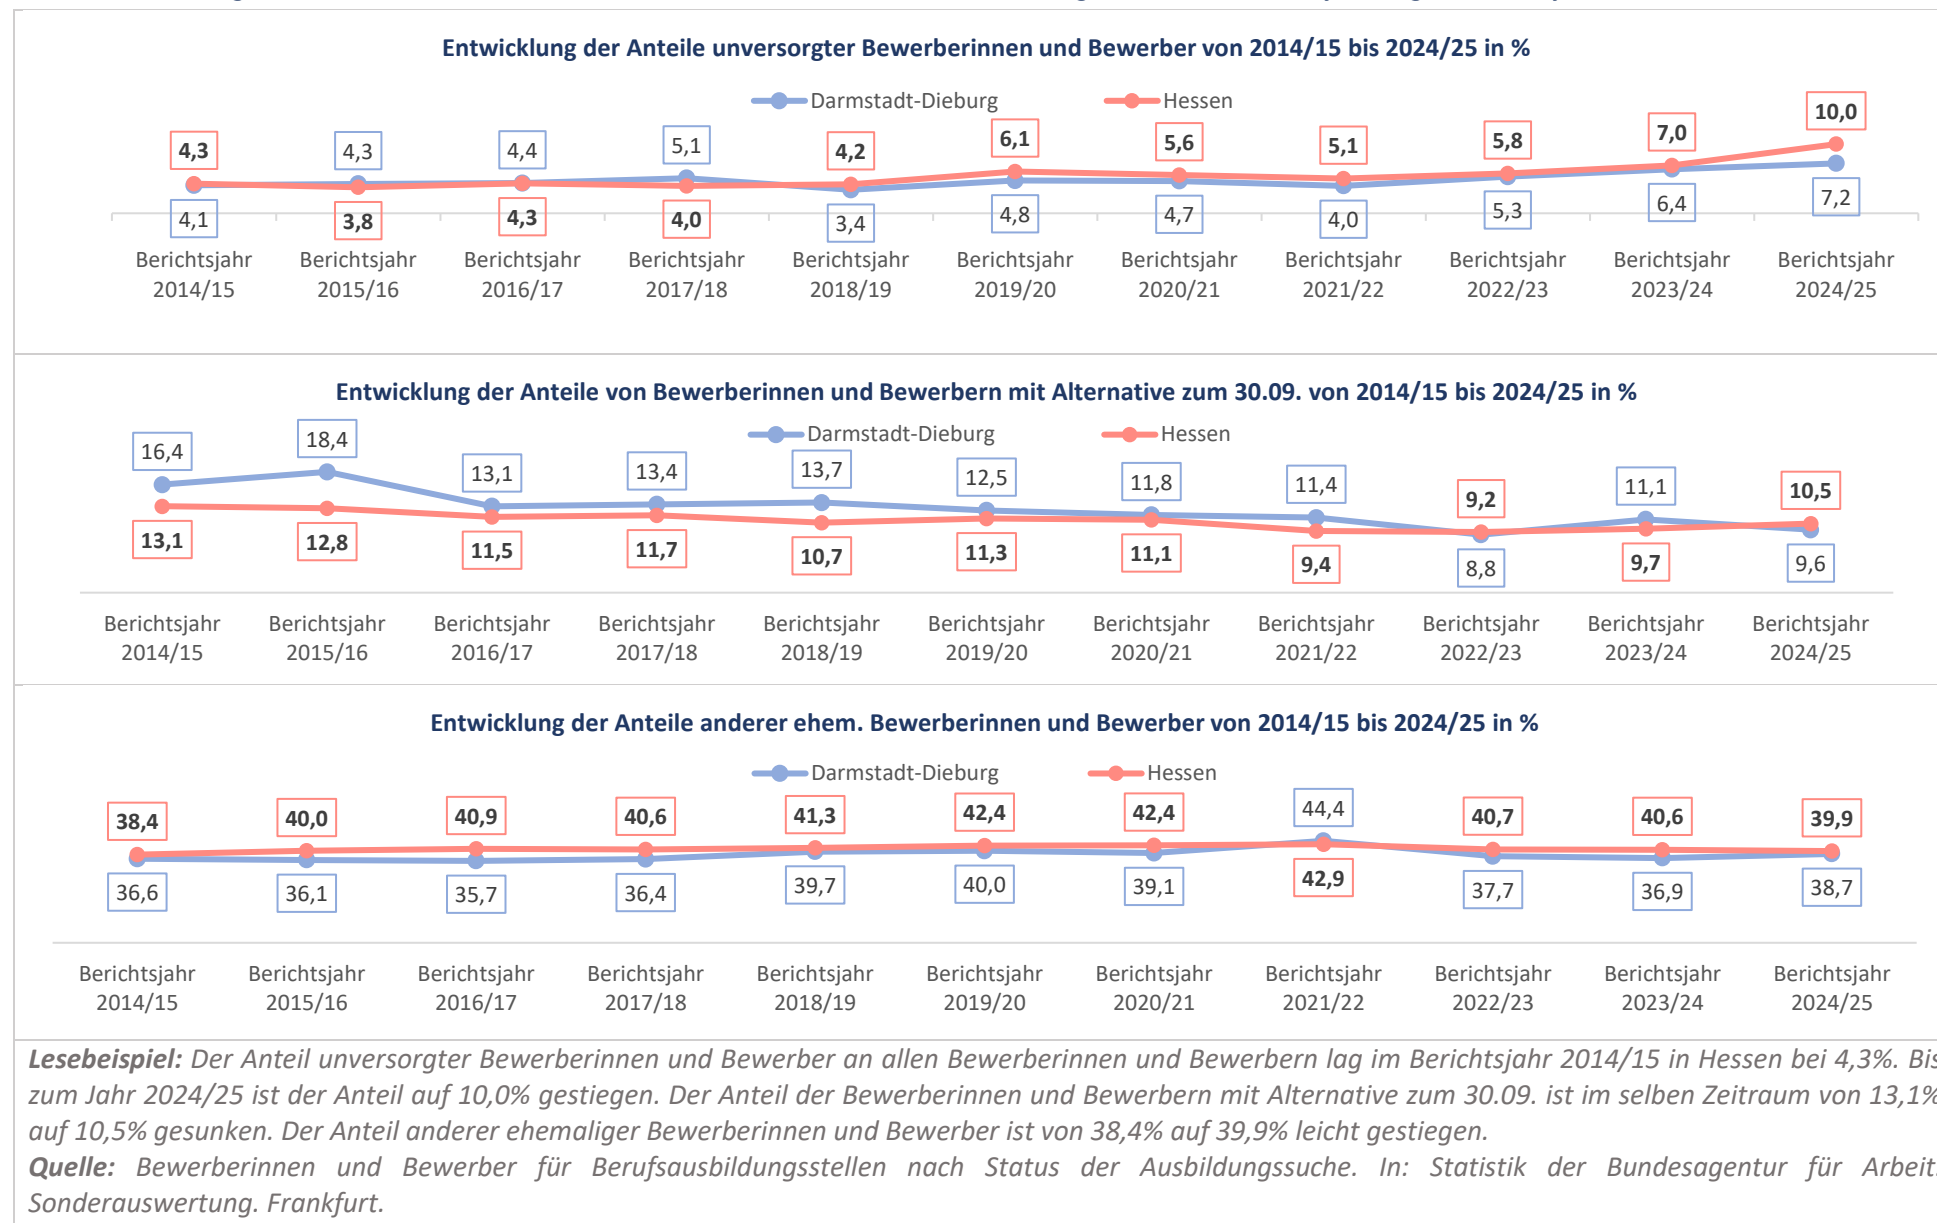 Entwicklung der Anteile unversorgter Bewerberinnen und Bewerber von 2014/15 bis 2024/25 in %
Darmstadt-Dieburg Hessen
4,3 4,3 4,4 5,1 4,2 6,1 5,6 5,1 5,8 7,0 10,0
4,1 3,8 4,3 4,0 3,4 4,8 4,7 4,0 5,3 6,4 7,2
Berichtsjahr Berichtsjahr Berichtsjahr Berichtsjahr Berichtsjahr Berichtsjahr Berichtsjahr Berichtsjahr Berichtsjahr Berichtsjahr Berichtsjahr
2014/15 2015/16 2016/17 2017/18 2018/19 2019/20 2020/21 2021/22 2022/23 2023/24 2024/25
Entwicklung der Anteile von Bewerberinnen und Bewerbern mit Alternative zum 30.09. von 2014/15 bis 2024/25 in %
Darmstadt-Dieburg Hessen
16,4 18,4 13,1 13,4 13,7 12,5 11,8 11,4 9,2 11,1 10,5
13,1 12,8 11,5 11,7 10,7 11,3 11,1 9,4 8,8 9,7 9,6
Berichtsjahr Berichtsjahr Berichtsjahr Berichtsjahr Berichtsjahr Berichtsjahr Berichtsjahr Berichtsjahr Berichtsjahr Berichtsjahr Berichtsjahr
2014/15 2015/16 2016/17 2017/18 2018/19 2019/20 2020/21 2021/22 2022/23 2023/24 2024/25
Entwicklung der Anteile anderer ehem. Bewerberinnen und Bewerber von 2014/15 bis 2024/25 in %
Darmstadt-Dieburg Hessen
38,4 40,0 40,9 40,6 41,3 42,4 42,4 44,4 40,7 40,6 39,9
36,6 36,1 35,7 36,4 39,7 40,0 39,1 42,9 37,7 36,9 38,7
Berichtsjahr Berichtsjahr Berichtsjahr Berichtsjahr Berichtsjahr Berichtsjahr Berichtsjahr Berichtsjahr Berichtsjahr Berichtsjahr Berichtsjahr
2014/15 2015/16 2016/17 2017/18 2018/19 2019/20 2020/21 2021/22 2022/23 2023/24 2024/25
Lesebeispiel: Der Anteil unversorgter Bewerberinnen und Bewerber an allen Bewerberinnen und Bewerbern lag im Berichtsjahr 2014/15 in Hessen bei 4,3%. Bis
zum Jahr 2024/25 ist der Anteil auf 10,0% gestiegen. Der Anteil der Bewerberinnen und Bewerbern mit Alternative zum 30.09. ist im selben Zeitraum von 13,1%
auf 10,5% gesunken. Der Anteil anderer ehemaliger Bewerberinnen und Bewerber ist von 38,4% auf 39,9% leicht gestiegen.
Quelle: Bewerberinnen und Bewerber für Berufsausbildungsstellen nach Status der Ausbildungssuche. In: Statistik der Bundesagentur für Arbeit.
Sonderauswertung. Frankfurt.